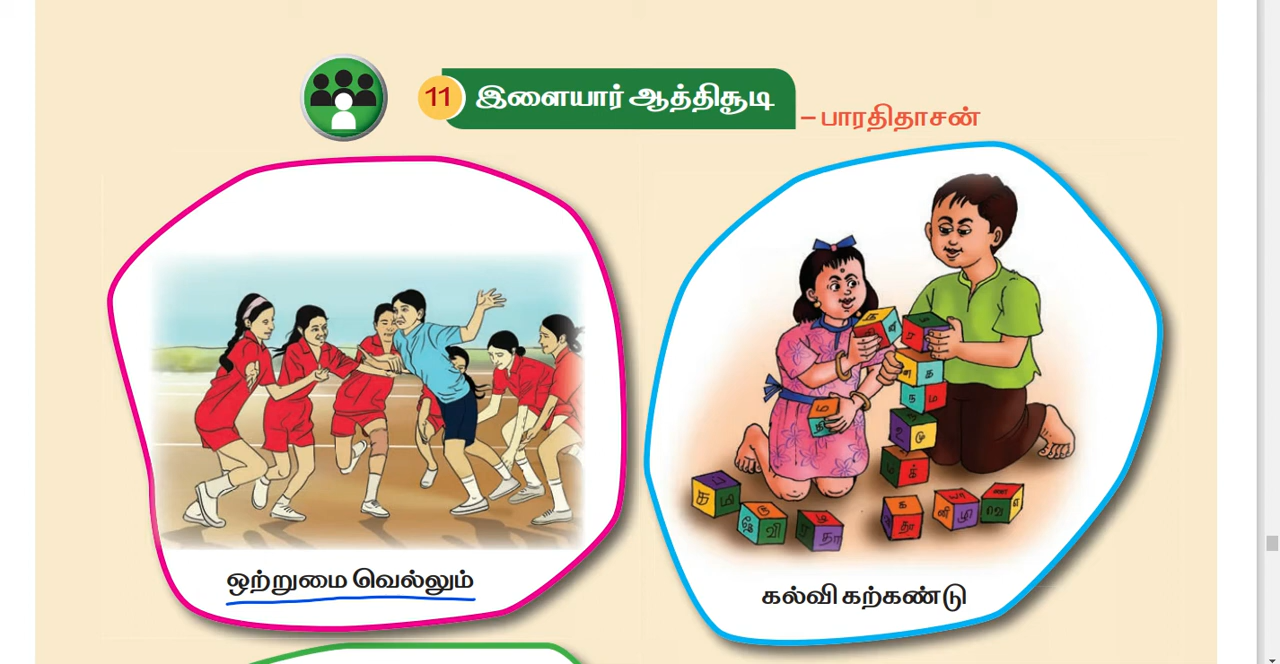 11 இளையார் ஆத்திசூடி
– பாரதிதாசன்
ஒற்றுமை வெல்லும்
கல்வி கற்கண்டு